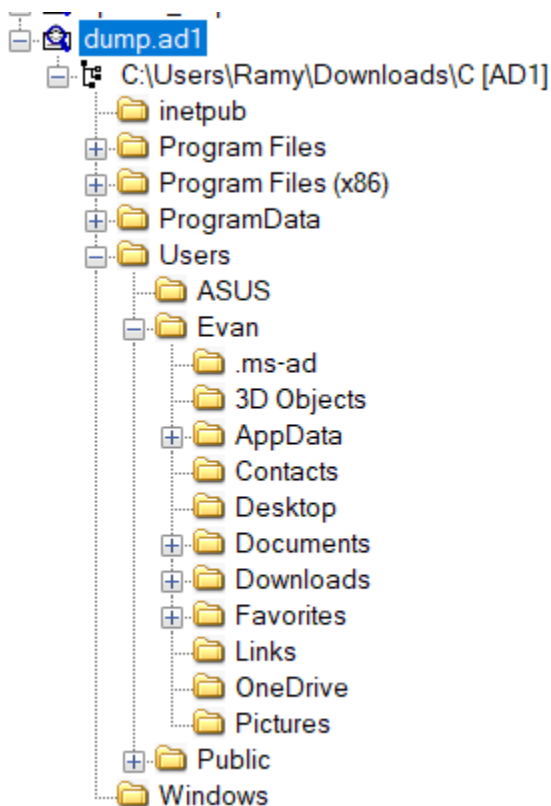 dump.ad1
C:\Users\Ramy\Downloads\C [AD1]
inetpub
Program Files
Program Files (x86)
ProgramData
Users
ASUS
Evan
.ms-ad
3D Objects
AppData
Contacts
Desktop
Documents
Downloads
Favorites
Links
OneDrive
Pictures
Public
Windows